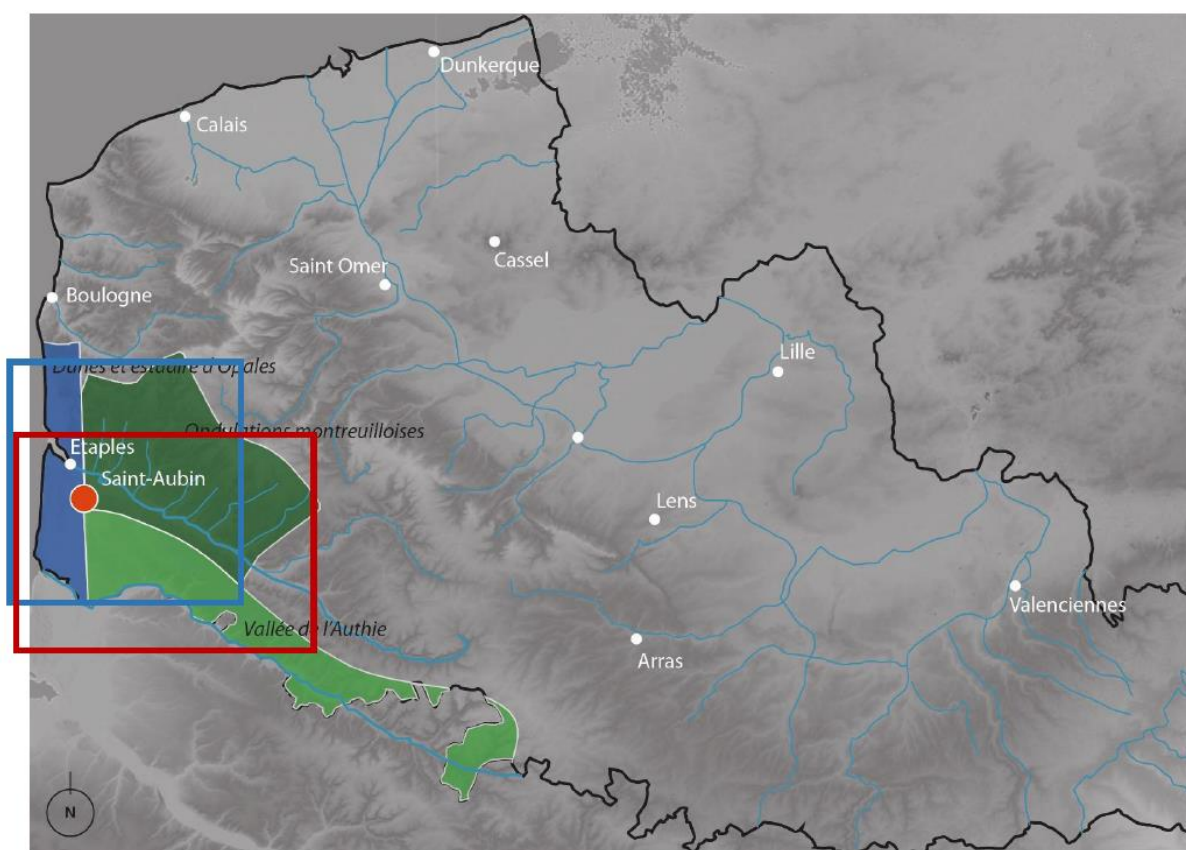 Dunkerque
Calais
Cassel
Saint Omer
Boulogne
Lille
Dunes et estuaire d'Opales
Ondulations montreuilloises
Etaples
Saint-Aubin
Lens
Valenciennes
Vallée de l'Authie
Arras
N